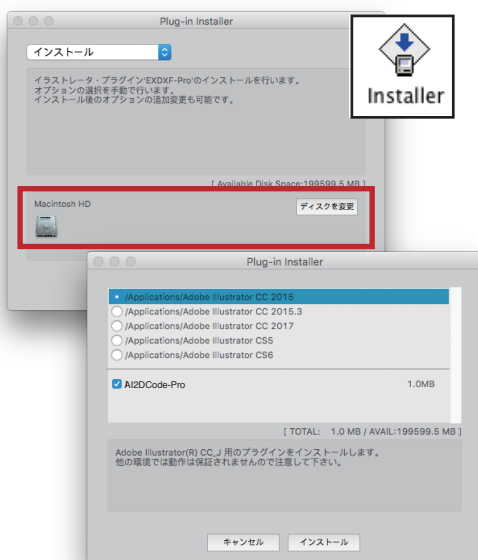 Plug-in Installer
インストール
イラストレータ・プラグイン'EXDXF-Pro'のインストールを行います。
オプションの選択を手動で行います。
インストール後のオプションの追加変更も可能です。
[ Available Disk Space:199599.5 MB ]
Macintosh HD
ディスクを変更
Installer
Plug-in Installer
/Applications/Adobe Illustrator CC 2015
/Applications/Adobe Illustrator CC 2015.3
/Applications/Adobe Illustrator CC 2017
/Applications/Adobe Illustrator CS5
/Applications/Adobe Illustrator CS6
AI2DCode-Pro 1.0MB
[ TOTAL: 1.0 MB / AVAIL:199599.5 MB ]
Adobe Illustrator(R) CC_J 用のプラグインをインストールします。
他の環境では動作は保証されませんので注意して下さい。
キャンセル インストール